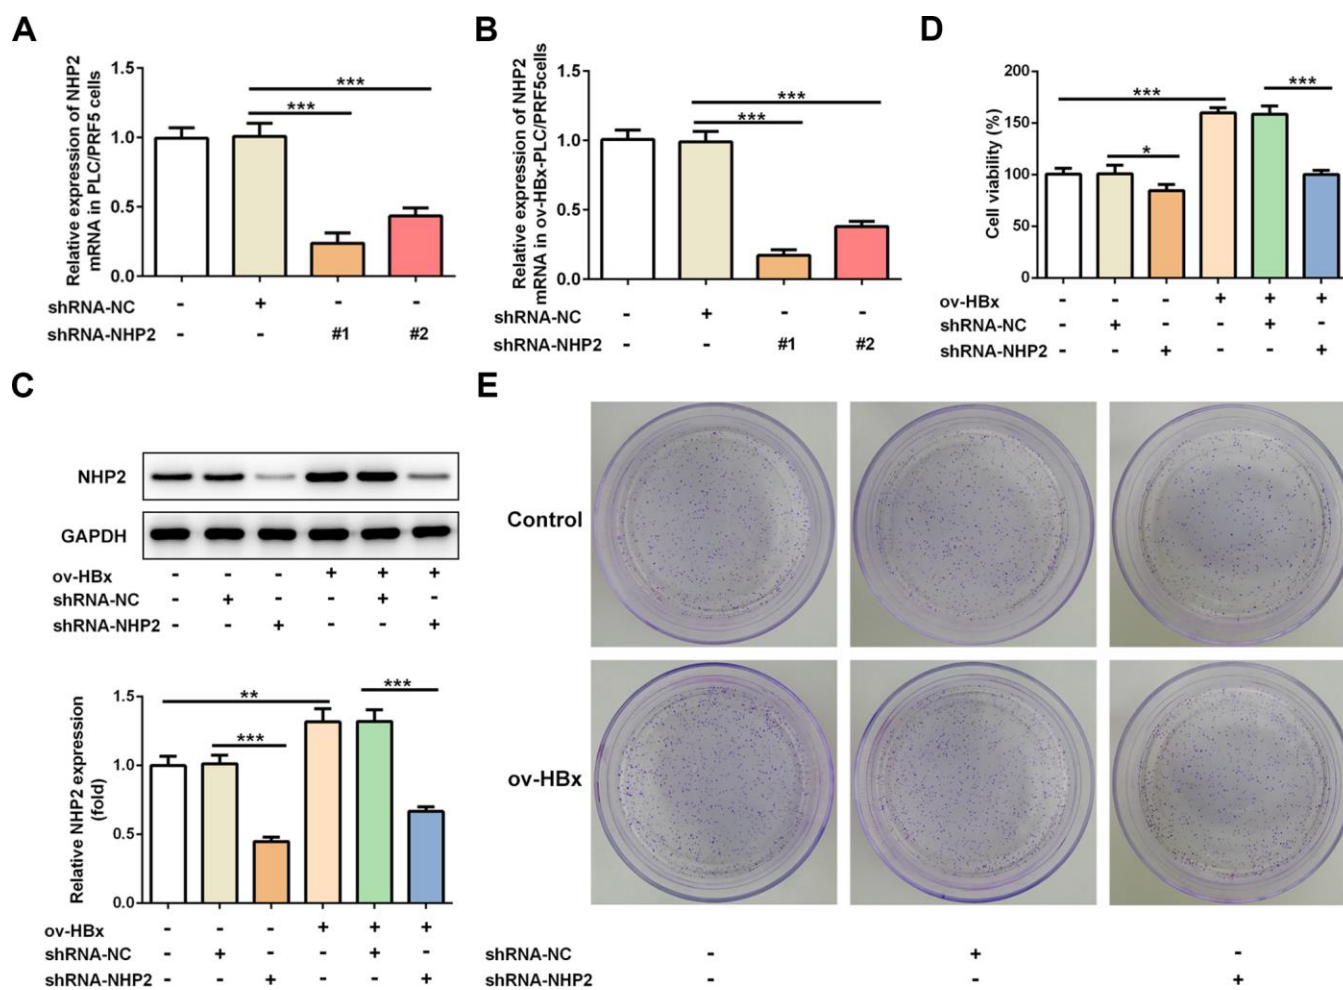 A
Relative expression of NHP2
mRNA in PLC/PRF5 cells
1.5
1.0
0.5
0.0
***
***
shRNA-NC - + - -
shRNA-NHP2 - - #1 #2
B
Relative expression of NHP2
mRNA in ov-HBx-PLC/PRF5cells
1.5
1.0
0.5
0.0
***
***
shRNA-NC - + - -
shRNA-NHP2 - - #1 #2
D
Cell viability (%)
200
150
100
50
0
***
*
***
ov-HBx - - - + + +
shRNA-NC - + - - + -
shRNA-NHP2 - - + - - +
C
NHP2
GAPDH
ov-HBx - - - + + +
shRNA-NC - + - - + -
shRNA-NHP2 - - + - - +
Relative NHP2 expression
(fold)
1.5
1.0
0.5
0.0
**
***
***
ov-HBx - - - + + +
shRNA-NC - + - - + -
shRNA-NHP2 - - + - - +
E
Control
ov-HBx
shRNA-NC - + -
shRNA-NHP2 - - +